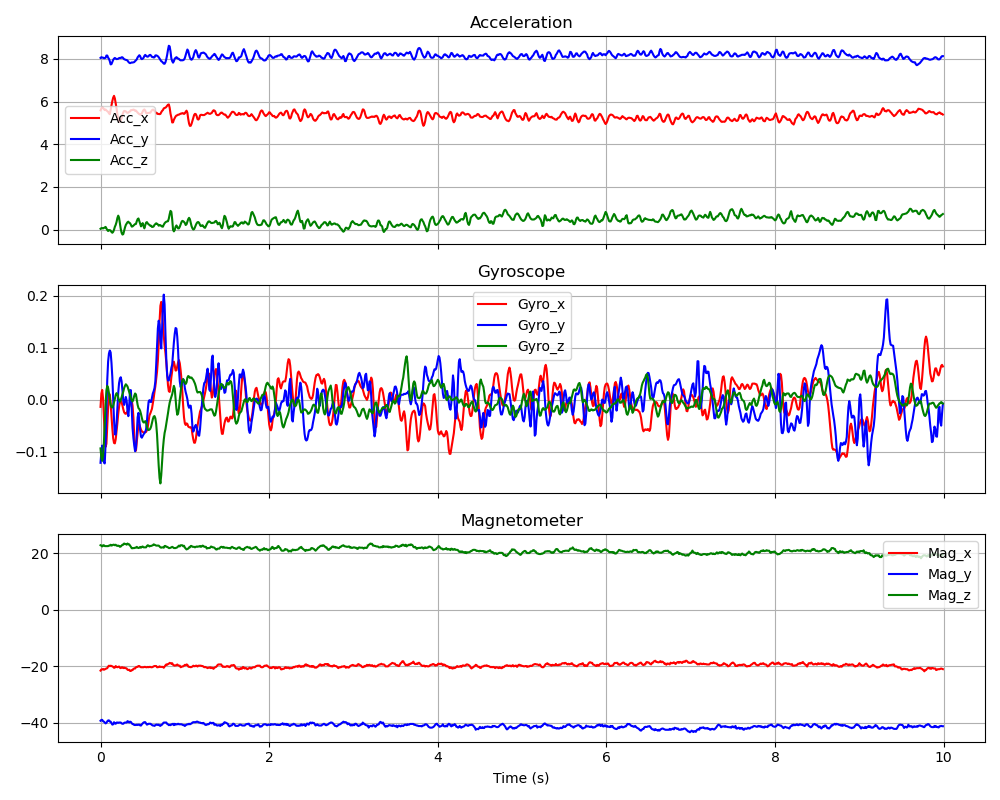 Acceleration
8
6
4
2
0
Acc_x
Acc_y
Acc_z
Gyroscope
0.2
0.1
0.0
−0.1
Gyro_x
Gyro_y
Gyro_z
Magnetometer
20
0
−20
−40
Mag_x
Mag_y
Mag_z
0 2 4 6 8 10
Time (s)